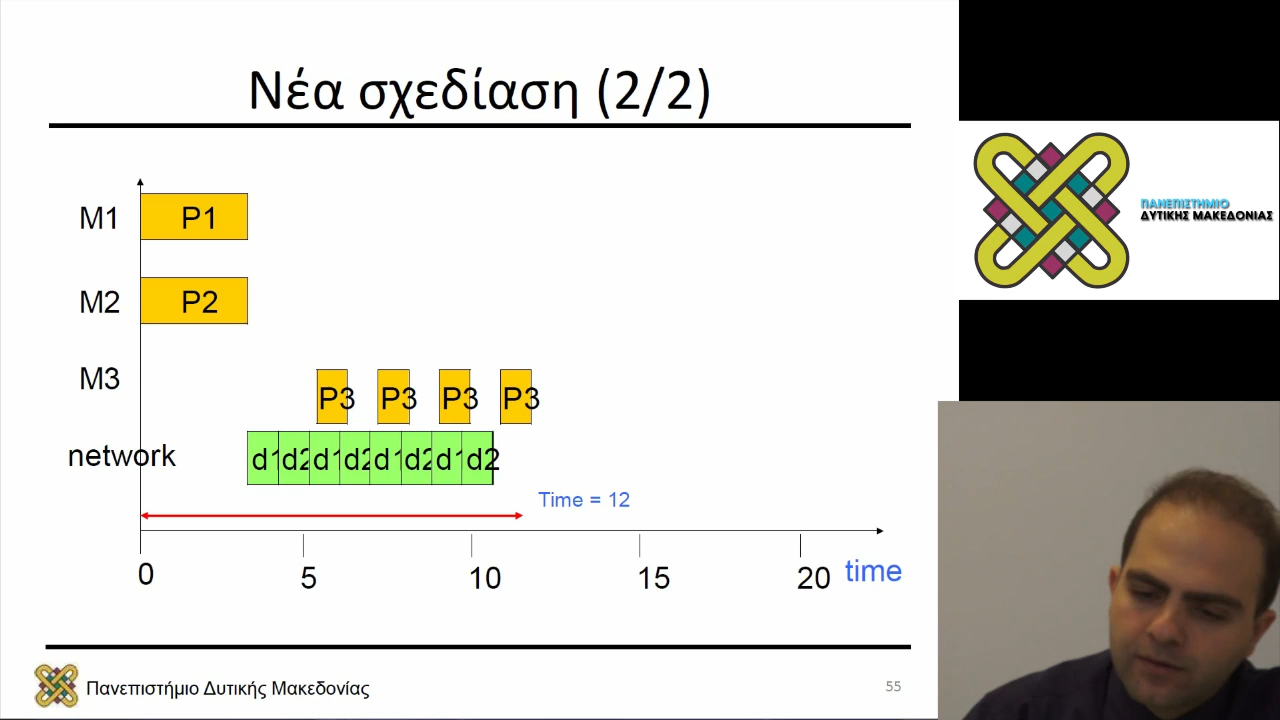 Νέα σχεδίαση (2/2)
M1 P1
M2 P2
M3 P3 P3 P3 P3
network d1 d2 d1 d2 d1 d2 d1 d2
Time = 12
0 5 10 15 20 time
Πανεπιστήμιο Δυτικής Μακεδονίας 55
ΠΑΝΕΠΙΣΤΗΜΙΟ
ΔΥΤΙΚΗΣ ΜΑΚΕΔΟΝΙΑΣ